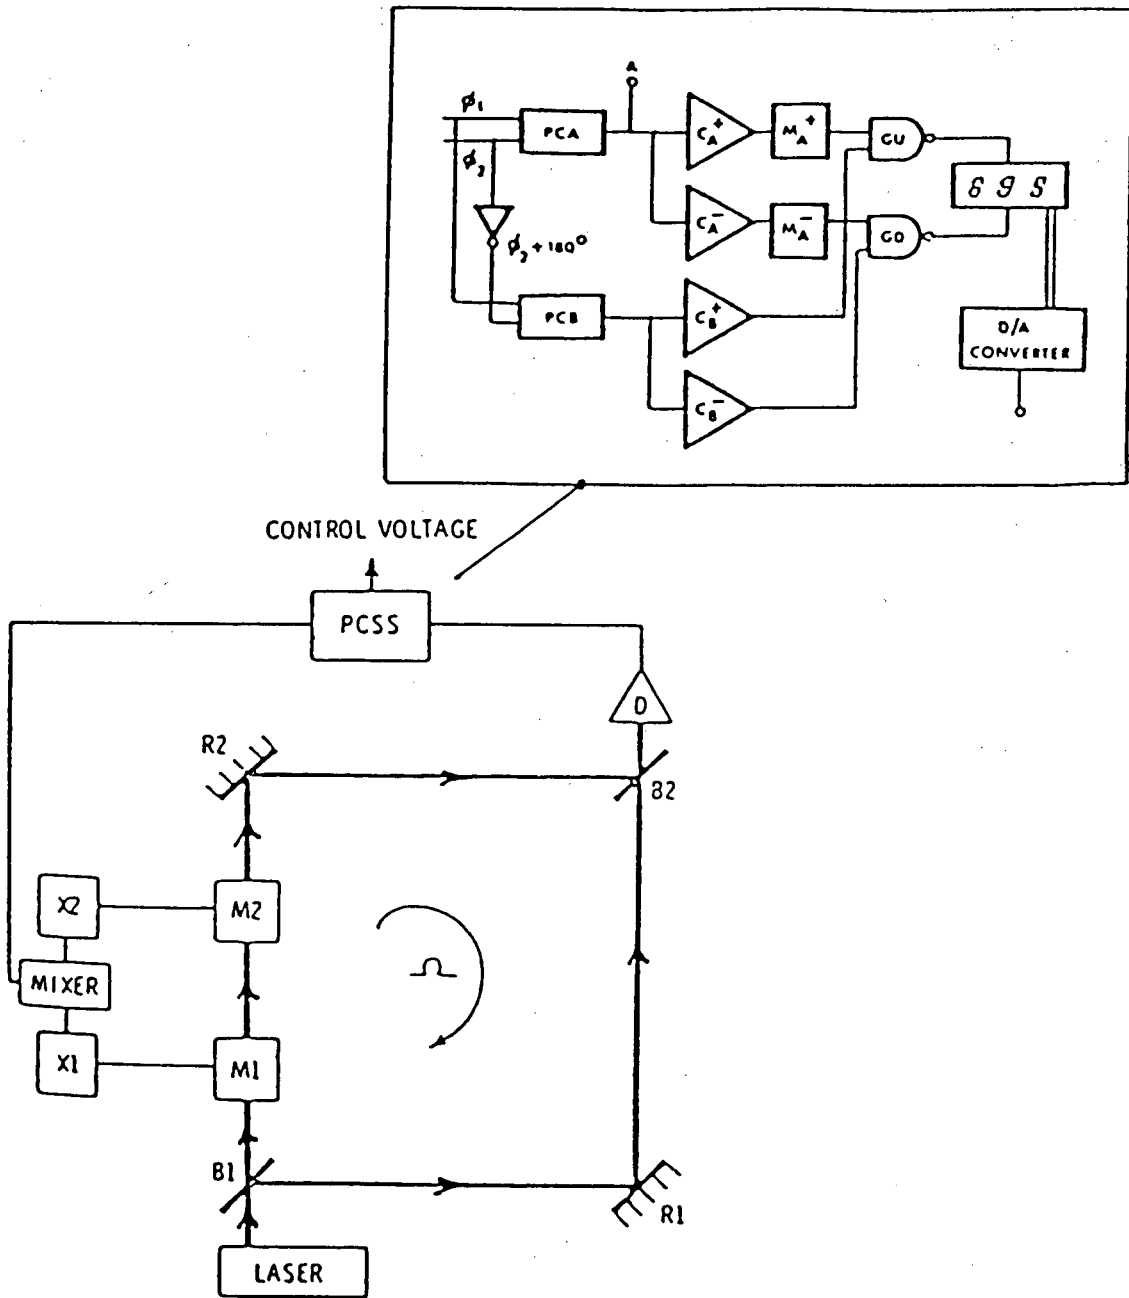 A
ϕ1
PCA
C_A^+
M_A^+
GU
ϕ2
C_A^-
M_A^-
GD
ϕ2 + 180°
PCB
C_B^+
D/A
CONVERTER
C_B^-
CONTROL VOLTAGE
PCSS
D
R2
B2
X2
M2
MIXER
Ω
X1
M1
B1
R1
LASER